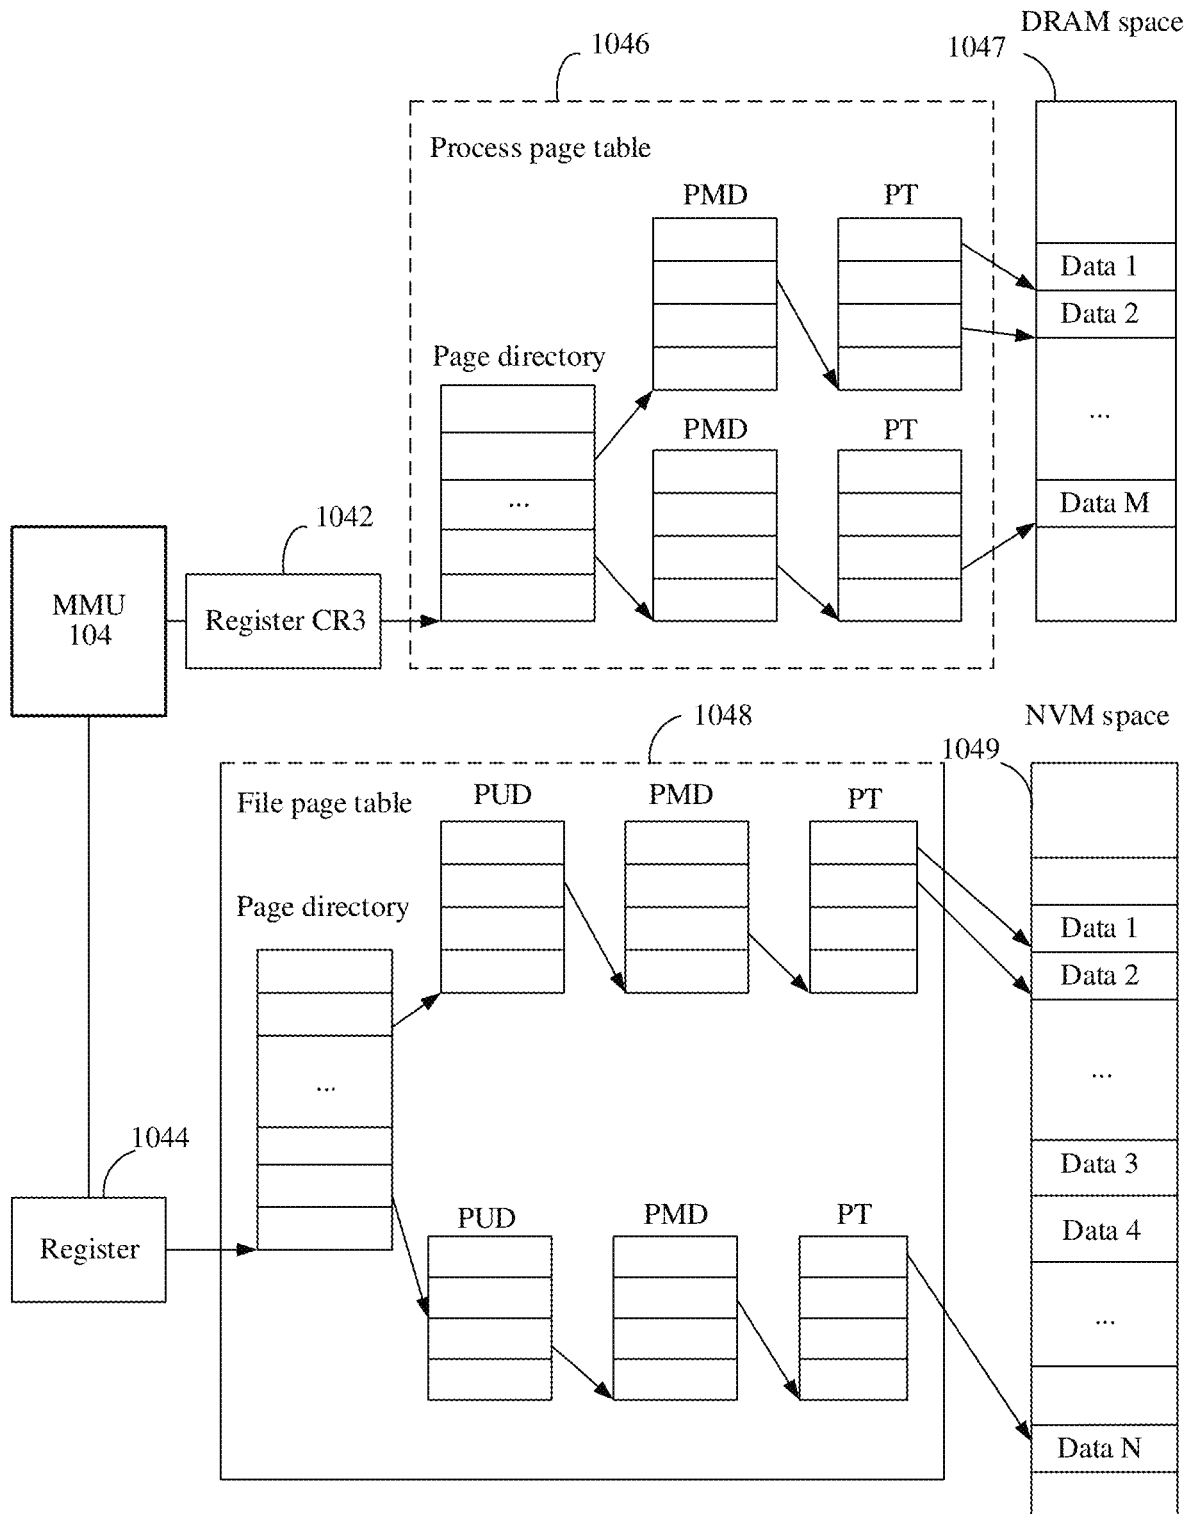 DRAM space
1046
1047
Process page table
PMD
PT
Data 1
Data 2
Page directory
...
PMD
PT
...
Data M
1042
MMU
104
Register CR3
1048
NVM space
1049
File page table
PUD
PMD
PT
Page directory
Data 1
Data 2
...
...
1044
Data 3
Register
PUD
PMD
PT
Data 4
...
Data N